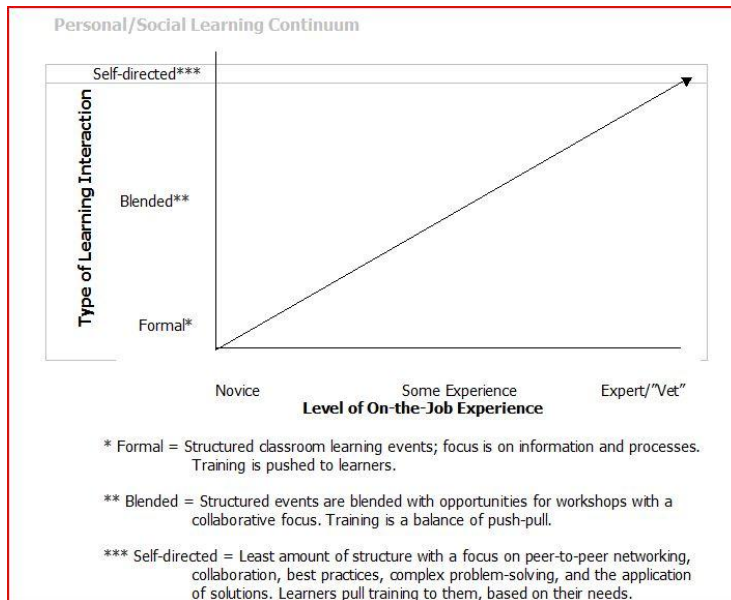 Personal/Social Learning Continuum
Self-directed***
Type of Learning Interaction
Blended**
Formal*
Novice Some Experience Expert/"Vet"
Level of On-the-Job Experience
* Formal = Structured classroom learning events; focus is on information and processes.
Training is pushed to learners.
** Blended = Structured events are blended with opportunities for workshops with a
collaborative focus. Training is a balance of push-pull.
*** Self-directed = Least amount of structure with a focus on peer-to-peer networking,
collaboration, best practices, complex problem-solving, and the application
of solutions. Learners pull training to them, based on their needs.